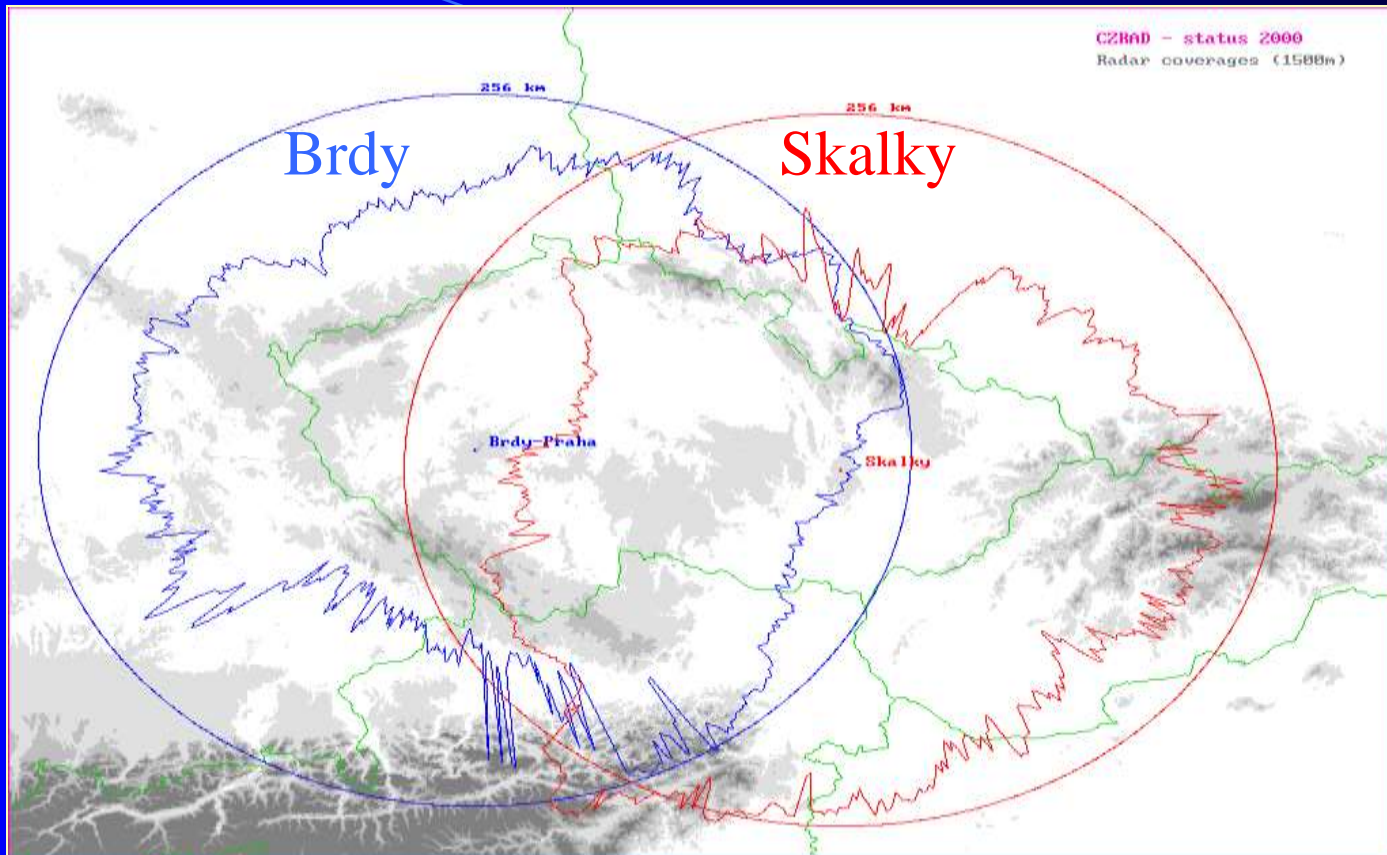 CZRAD - status 2000
Radar coverages (1500m)
256 km
256 km
Brdy
Skalky
Brdy-Praha
Skalky